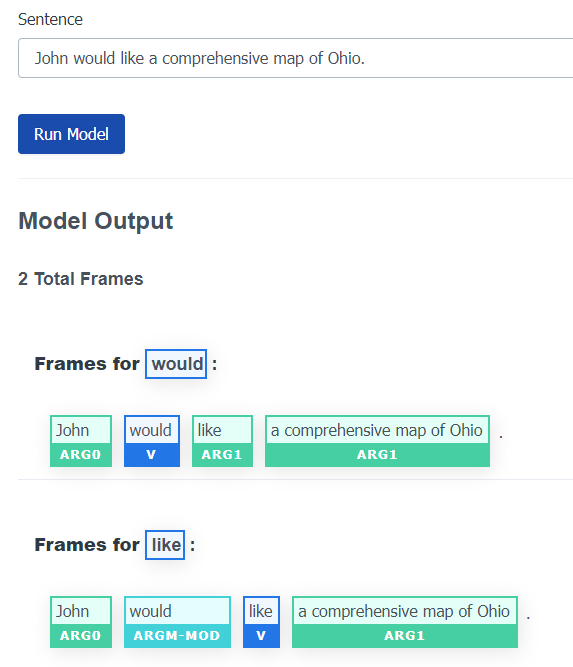 Sentence
John would like a comprehensive map of Ohio.
Run Model
Model Output
2 Total Frames
Frames for would :
John would like a comprehensive map of Ohio .
ARG0 V ARG1 ARG1
Frames for like :
John would like a comprehensive map of Ohio .
ARG0 ARGM-MOD V ARG1